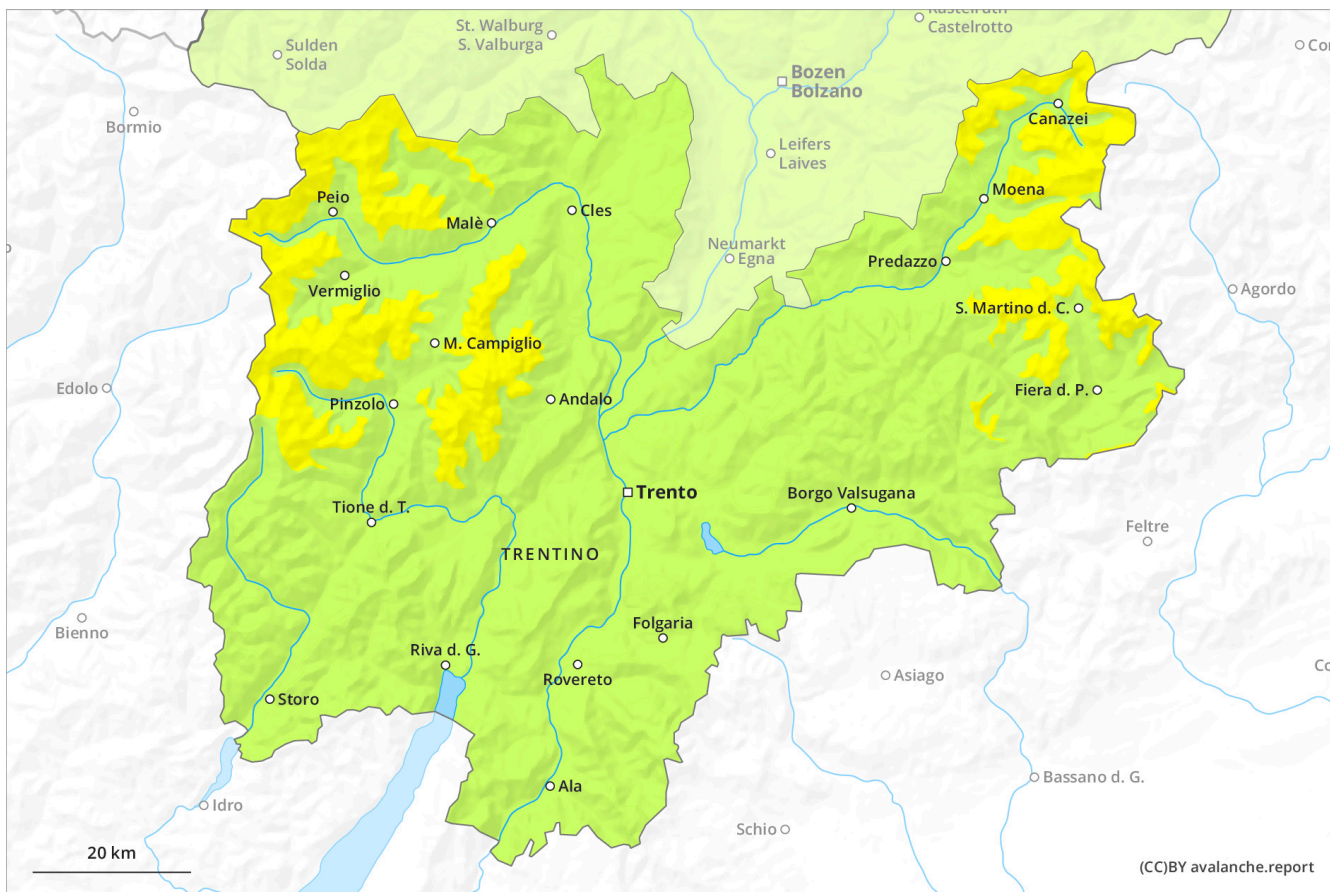 Kastelruth
Castelrotto
St. Walburg
S. Valburga
Sulden
Solda
Bozen
Bolzano
Bormio
Canazei
Leifers
Laives
Peio
Moena
Malè
Cles
Neumarkt
Egna
Predazzo
Vermiglio
Agordo
S. Martino d. C.
M. Campiglio
Edolo
Pinzolo
Andalo
Fiera d. P.
Trento
Borgo Valsugana
Tione d. T.
Feltre
TRENTINO
Bienno
Folgaria
Riva d. G.
Rovereto
Asiago
Storo
Bassano d. G.
Ala
Idro
Schio
20 km
(CC)BY avalanche.report